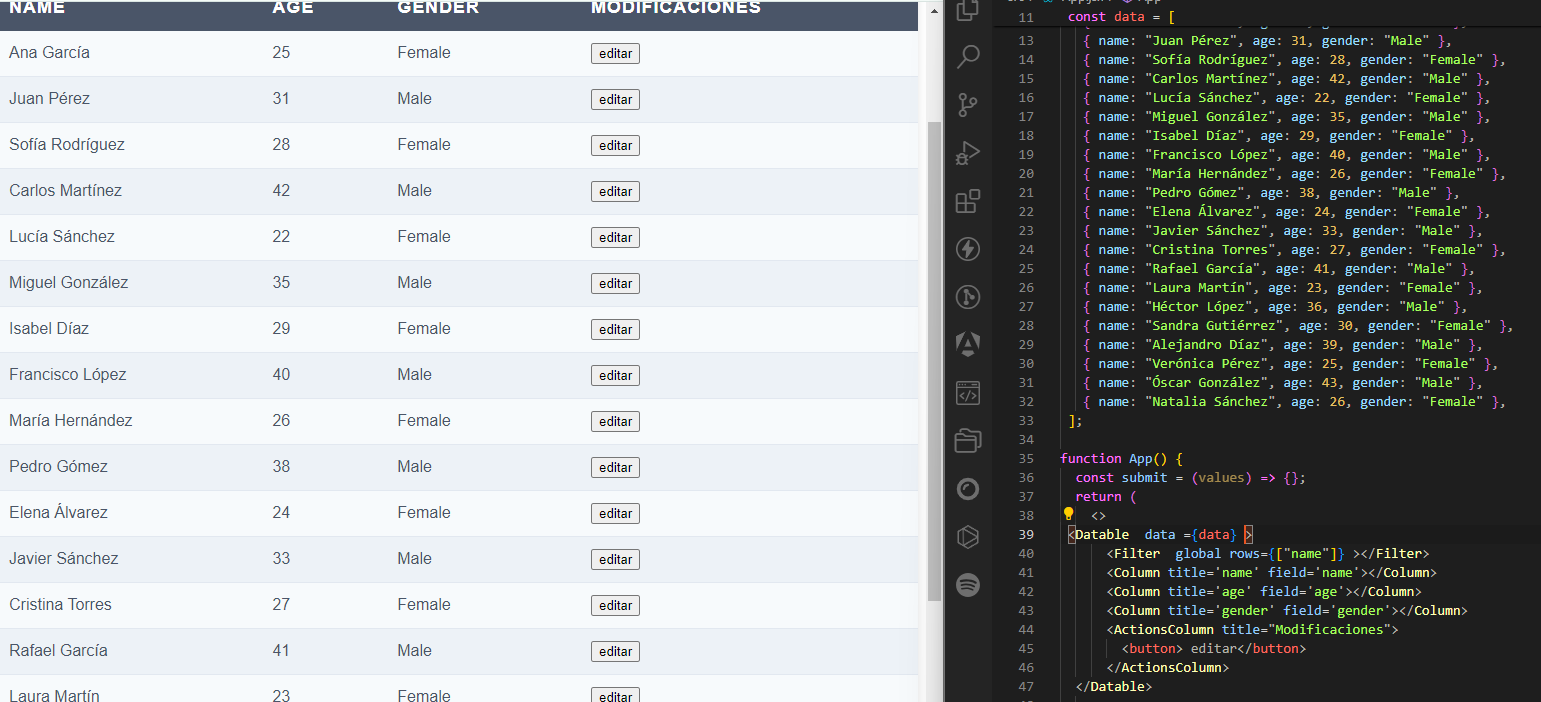 NAME AGE GENDER MODIFICACIONES
Ana García 25 Female editar
Juan Pérez 31 Male editar
Sofía Rodríguez 28 Female editar
Carlos Martínez 42 Male editar
Lucía Sánchez 22 Female editar
Miguel González 35 Male editar
Isabel Díaz 29 Female editar
Francisco López 40 Male editar
María Hernández 26 Female editar
Pedro Gómez 38 Male editar
Elena Álvarez 24 Female editar
Javier Sánchez 33 Male editar
Cristina Torres 27 Female editar
Rafael García 41 Male editar
Laura Martín 23 Female editar
11 const data = [
13 { name: "Juan Pérez", age: 31, gender: "Male" },
14 { name: "Sofía Rodríguez", age: 28, gender: "Female" },
15 { name: "Carlos Martínez", age: 42, gender: "Male" },
16 { name: "Lucía Sánchez", age: 22, gender: "Female" },
17 { name: "Miguel González", age: 35, gender: "Male" },
18 { name: "Isabel Díaz", age: 29, gender: "Female" },
19 { name: "Francisco López", age: 40, gender: "Male" },
20 { name: "María Hernández", age: 26, gender: "Female" },
21 { name: "Pedro Gómez", age: 38, gender: "Male" },
22 { name: "Elena Álvarez", age: 24, gender: "Female" },
23 { name: "Javier Sánchez", age: 33, gender: "Male" },
24 { name: "Cristina Torres", age: 27, gender: "Female" },
25 { name: "Rafael García", age: 41, gender: "Male" },
26 { name: "Laura Martín", age: 23, gender: "Female" },
27 { name: "Héctor López", age: 36, gender: "Male" },
28 { name: "Sandra Gutiérrez", age: 30, gender: "Female" },
29 { name: "Alejandro Díaz", age: 39, gender: "Male" },
30 { name: "Verónica Pérez", age: 25, gender: "Female" },
31 { name: "Óscar González", age: 43, gender: "Male" },
32 { name: "Natalia Sánchez", age: 26, gender: "Female" },
33 ];
34
35 function App() {
36 const submit = (values) => {};
37 return (
38 <>
39 <Datable  data ={data} >
40 <Filter  global rows={["name"]} ></Filter>
41 <Column title='name' field='name'></Column>
42 <Column title='age' field='age'></Column>
43 <Column title='gender' field='gender'></Column>
44 <ActionsColumn title="Modificaciones">
45 <button> editar</button>
46 </ActionsColumn>
47 </Datable>